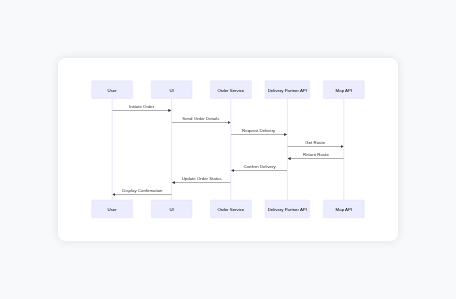 User
UI
Order Service
Delivery Partner API
Map API
Initiate Order
Send Order Details
Request Delivery
Get Route
Return Route
Confirm Delivery
Update Order Status
Display Confirmation
User
UI
Order Service
Delivery Partner API
Map API